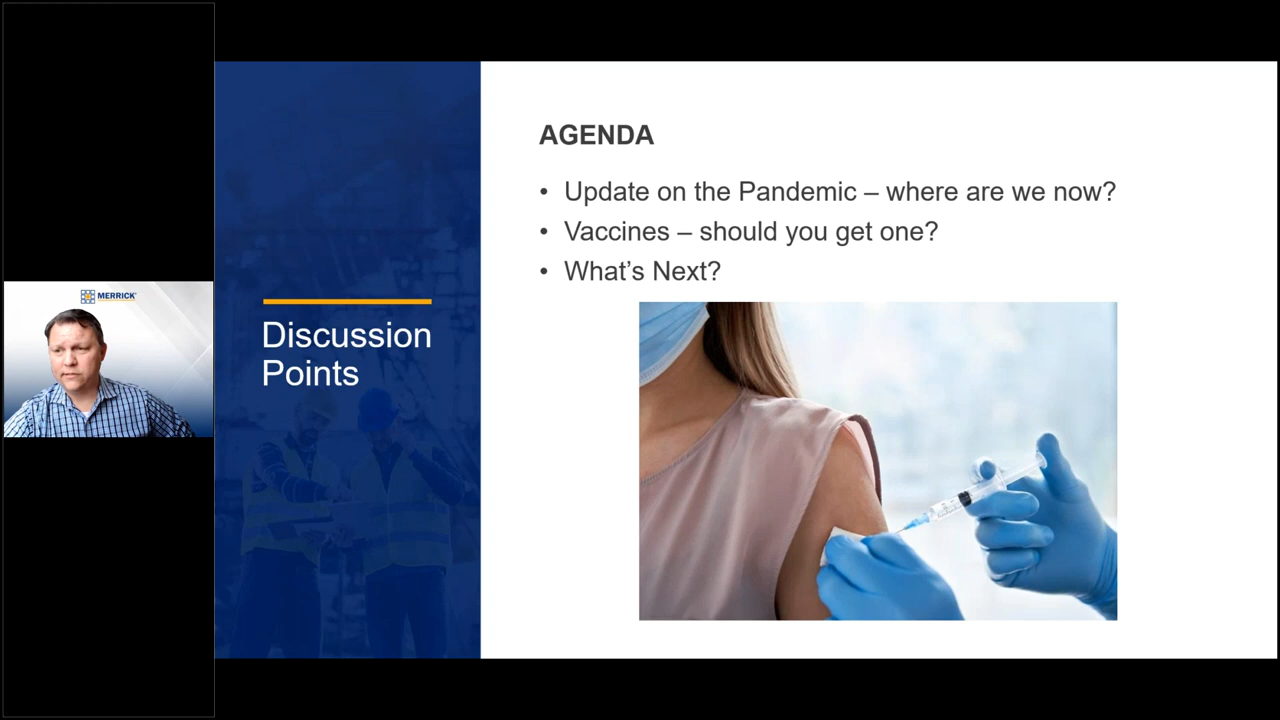 MERRICK
Discussion
Points
AGENDA
• Update on the Pandemic – where are we now?
• Vaccines – should you get one?
• What's Next?